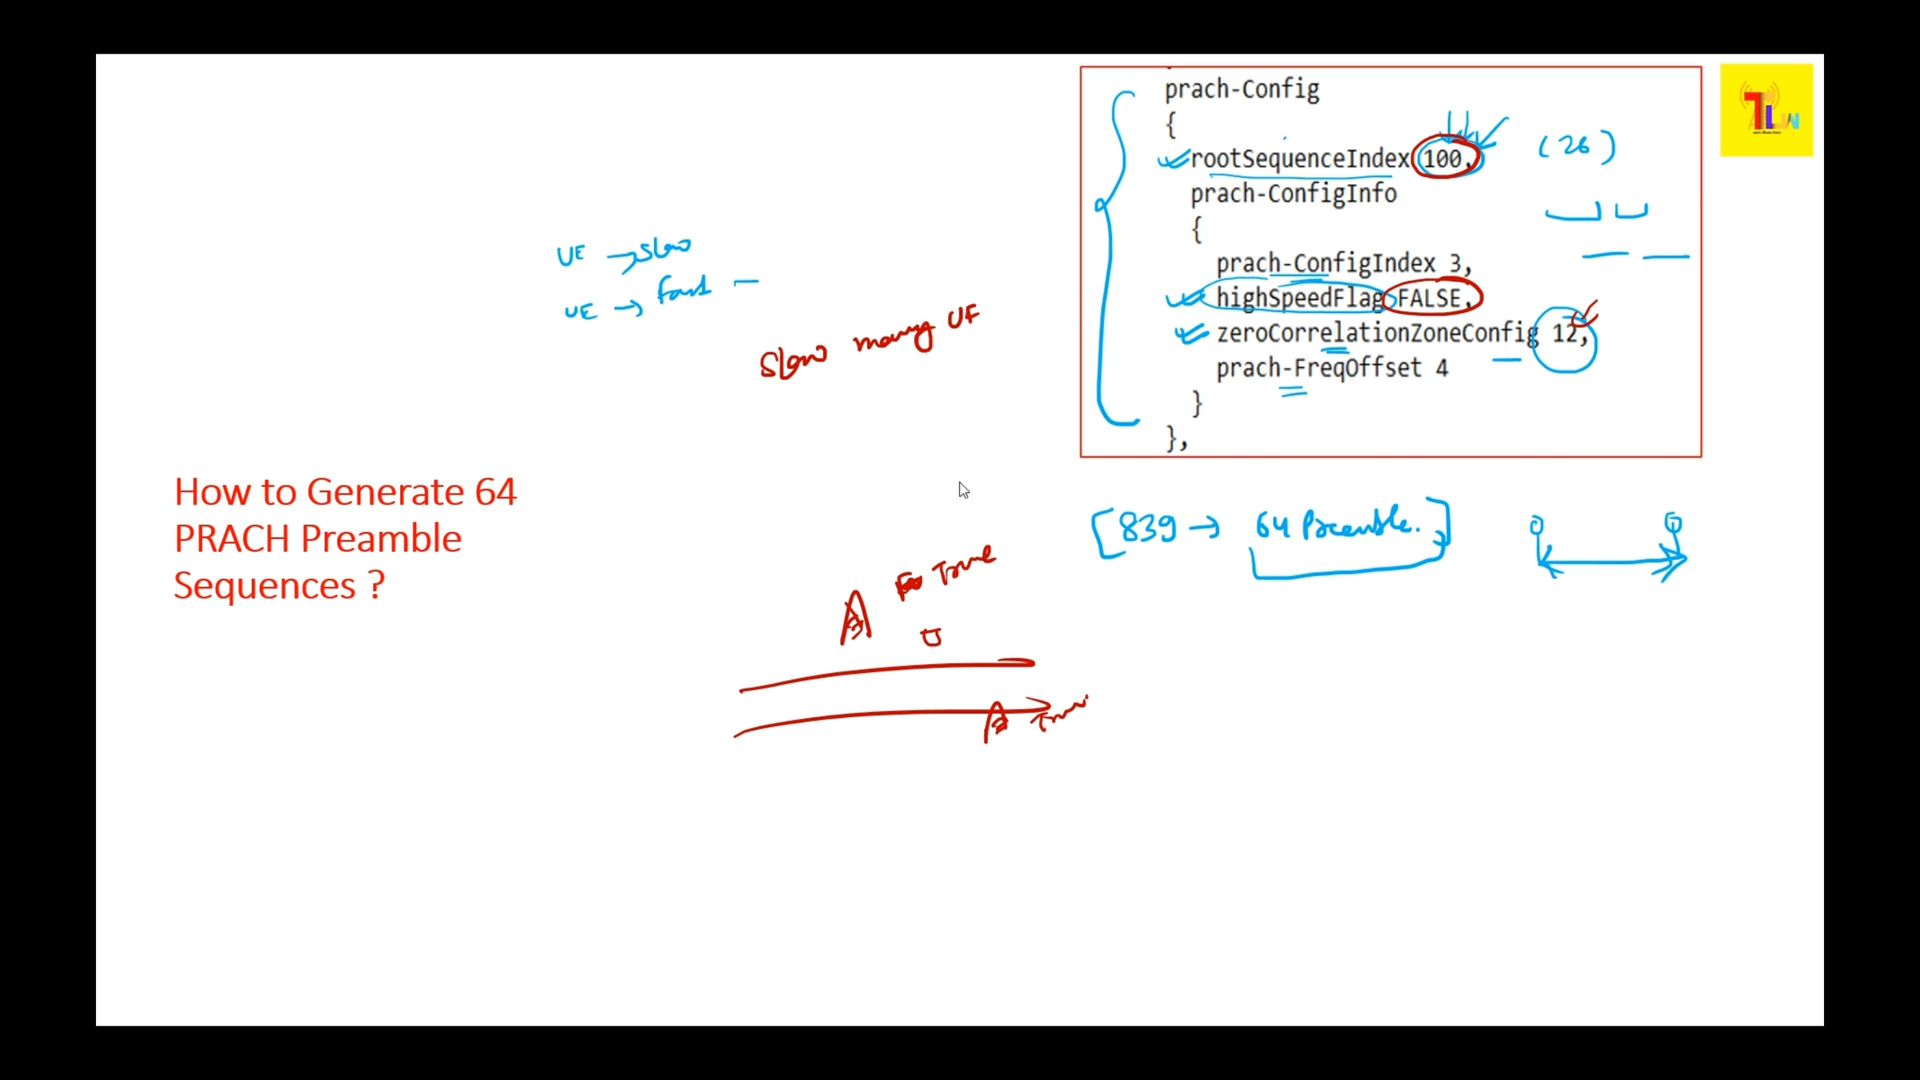 prach-Config
{
rootSequenceIndex 100,
(26)
prach-ConfigInfo
{
prach-ConfigIndex 3,
highSpeedFlag FALSE,
zeroCorrelationZoneConfig 12,
prach-FreqOffset 4
}
},
UE → Slow
UE → fast
Slow moving UE
How to Generate 64
PRACH Preamble
Sequences ?
[839 → 64 Preamble.]
True